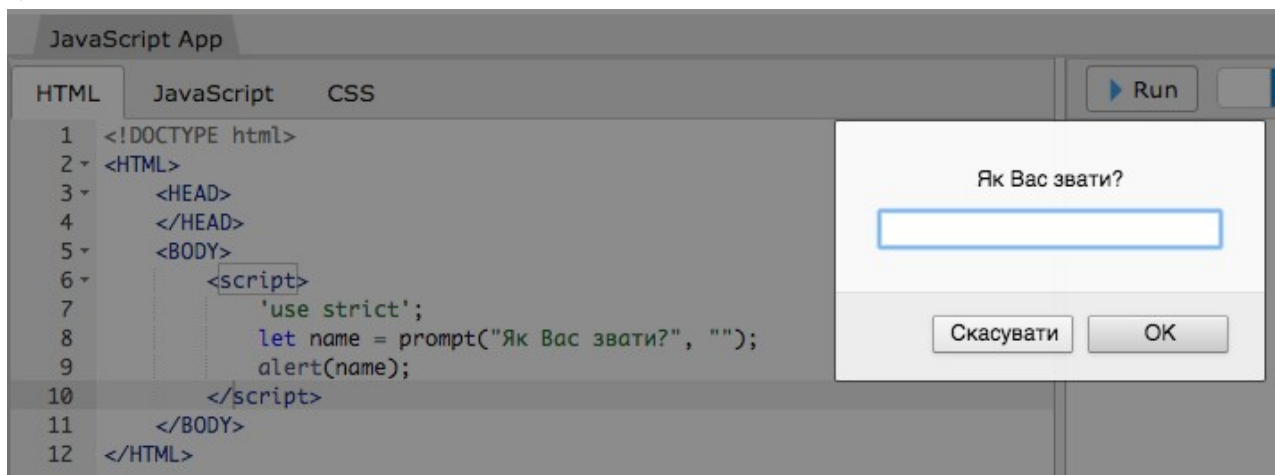 JavaScript App
HTML JavaScript CSS
Run
1 <!DOCTYPE html>
2 <HTML>
3 <HEAD>
4 </HEAD>
5 <BODY>
6 <script>
7 'use strict';
8 let name = prompt("Як Вас звати?", "");
9 alert(name);
10 </script>
11 </BODY>
12 </HTML>
Як Вас звати?
Скасувати OK